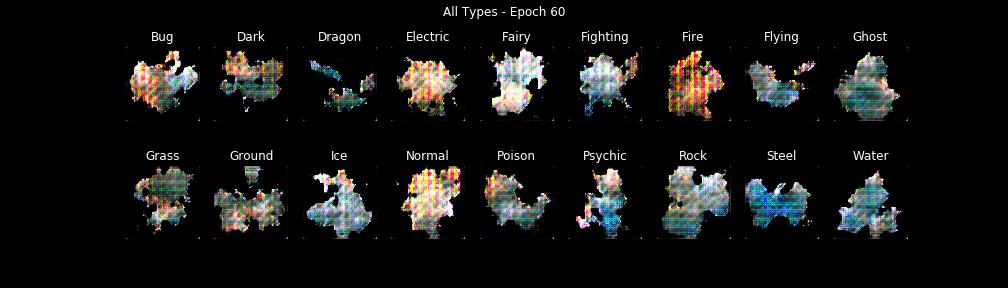 All Types - Epoch 60
Bug Dark Dragon Electric Fairy Fighting Fire Flying Ghost
Grass Ground Ice Normal Poison Psychic Rock Steel Water